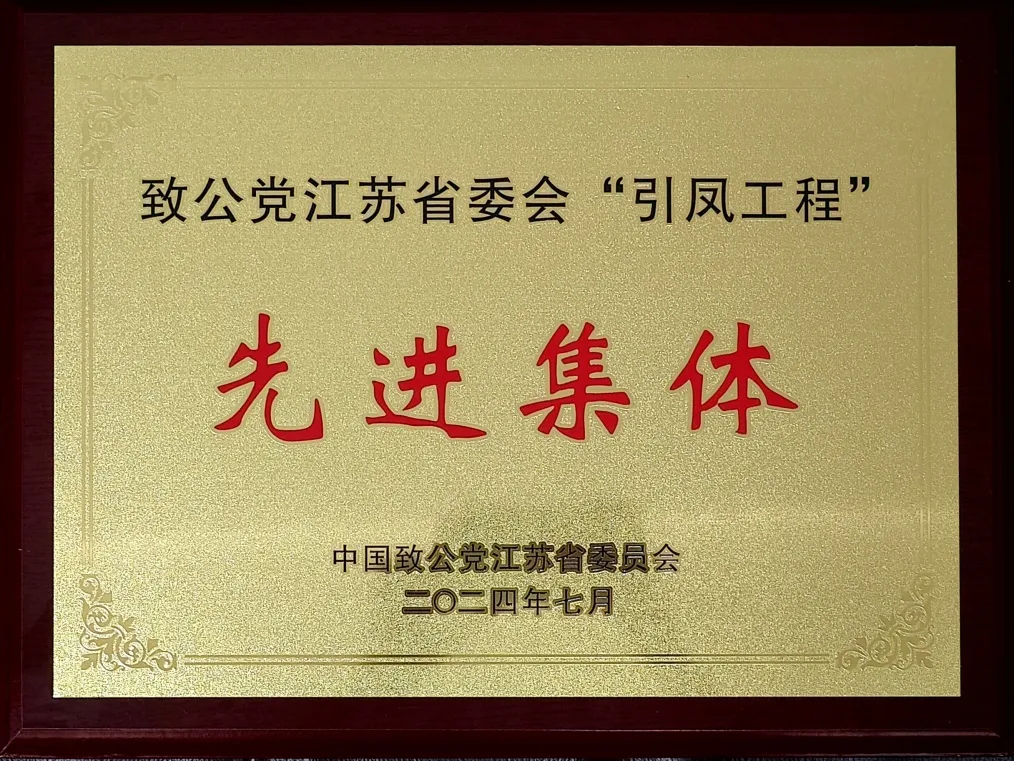 致公党江苏省委会“引凤工程”
先进集体
中国致公党江苏省委员会
二〇二四年七月